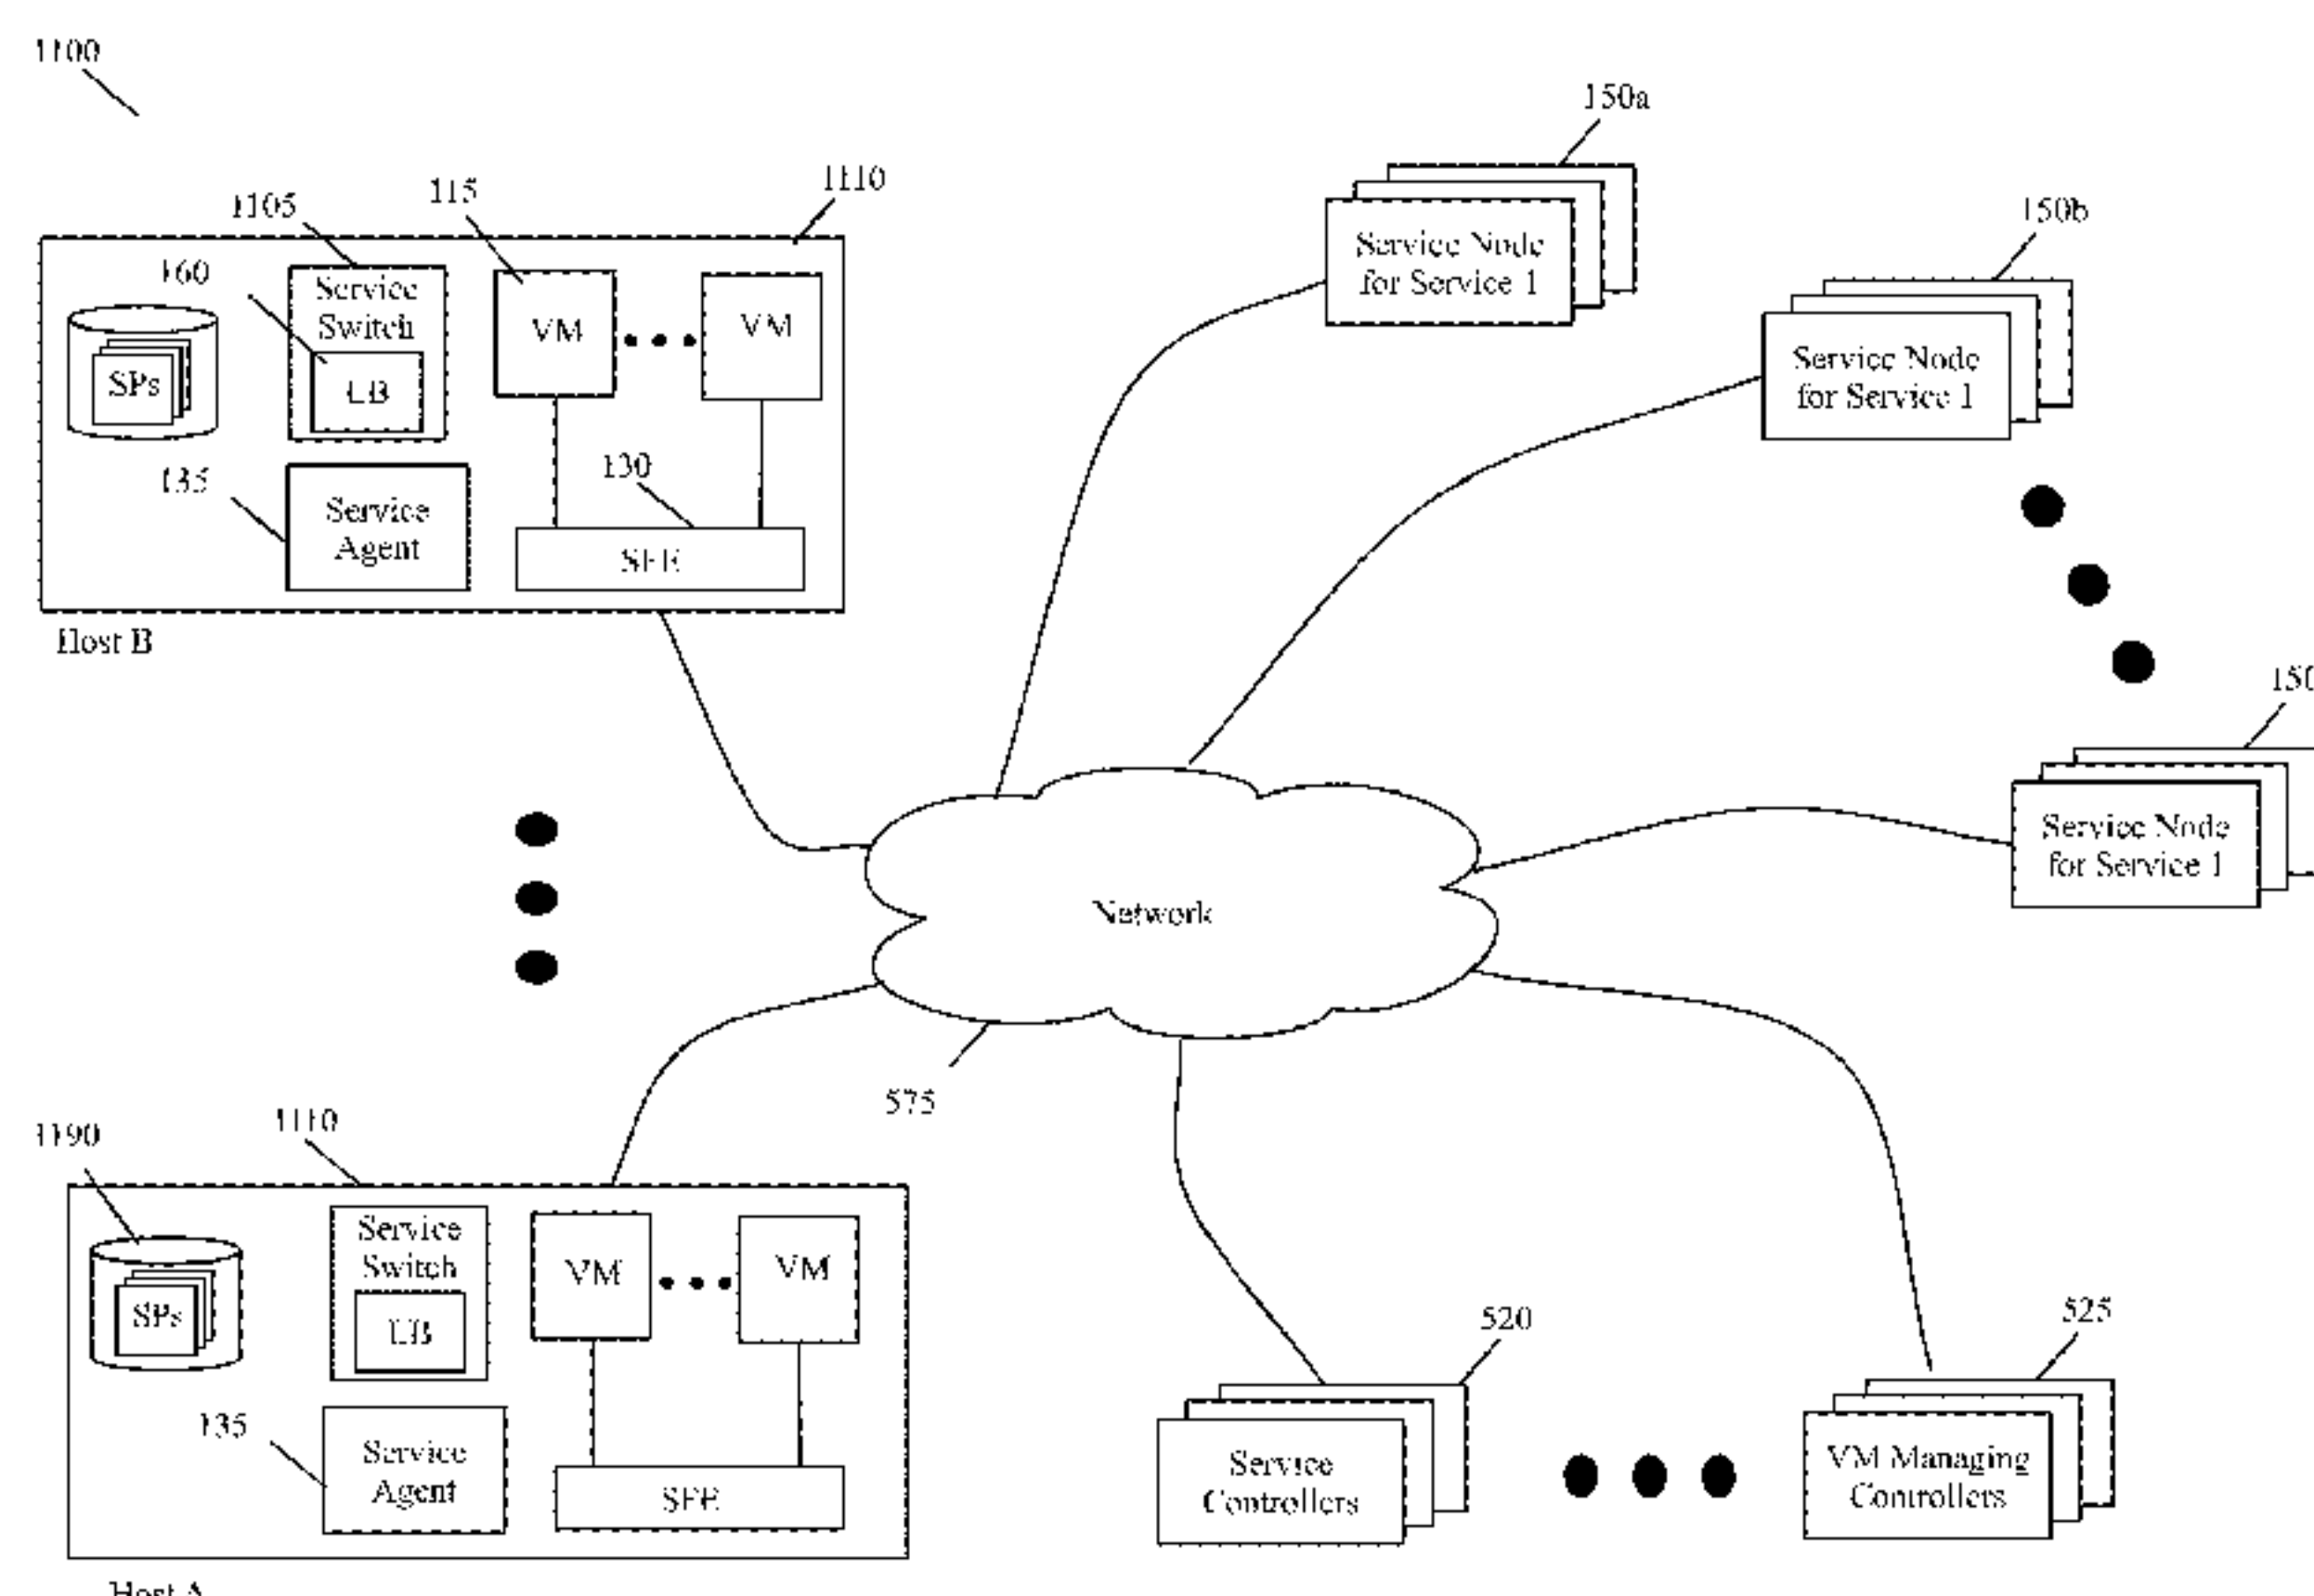 1100
150a
1110
115
1105
150b
160
Service
Switch
LB
VM
VM
SPs
Service Node
for Service 1
Service Node
for Service 1
135
130
Service
Agent
SFE
Host B
150
Service Node
for Service 1
Network
575
1110
1190
Service
Switch
LB
VM
VM
SPs
520
525
135
Service
Agent
SFE
Service
Controllers
VM Managing
Controllers
Host A